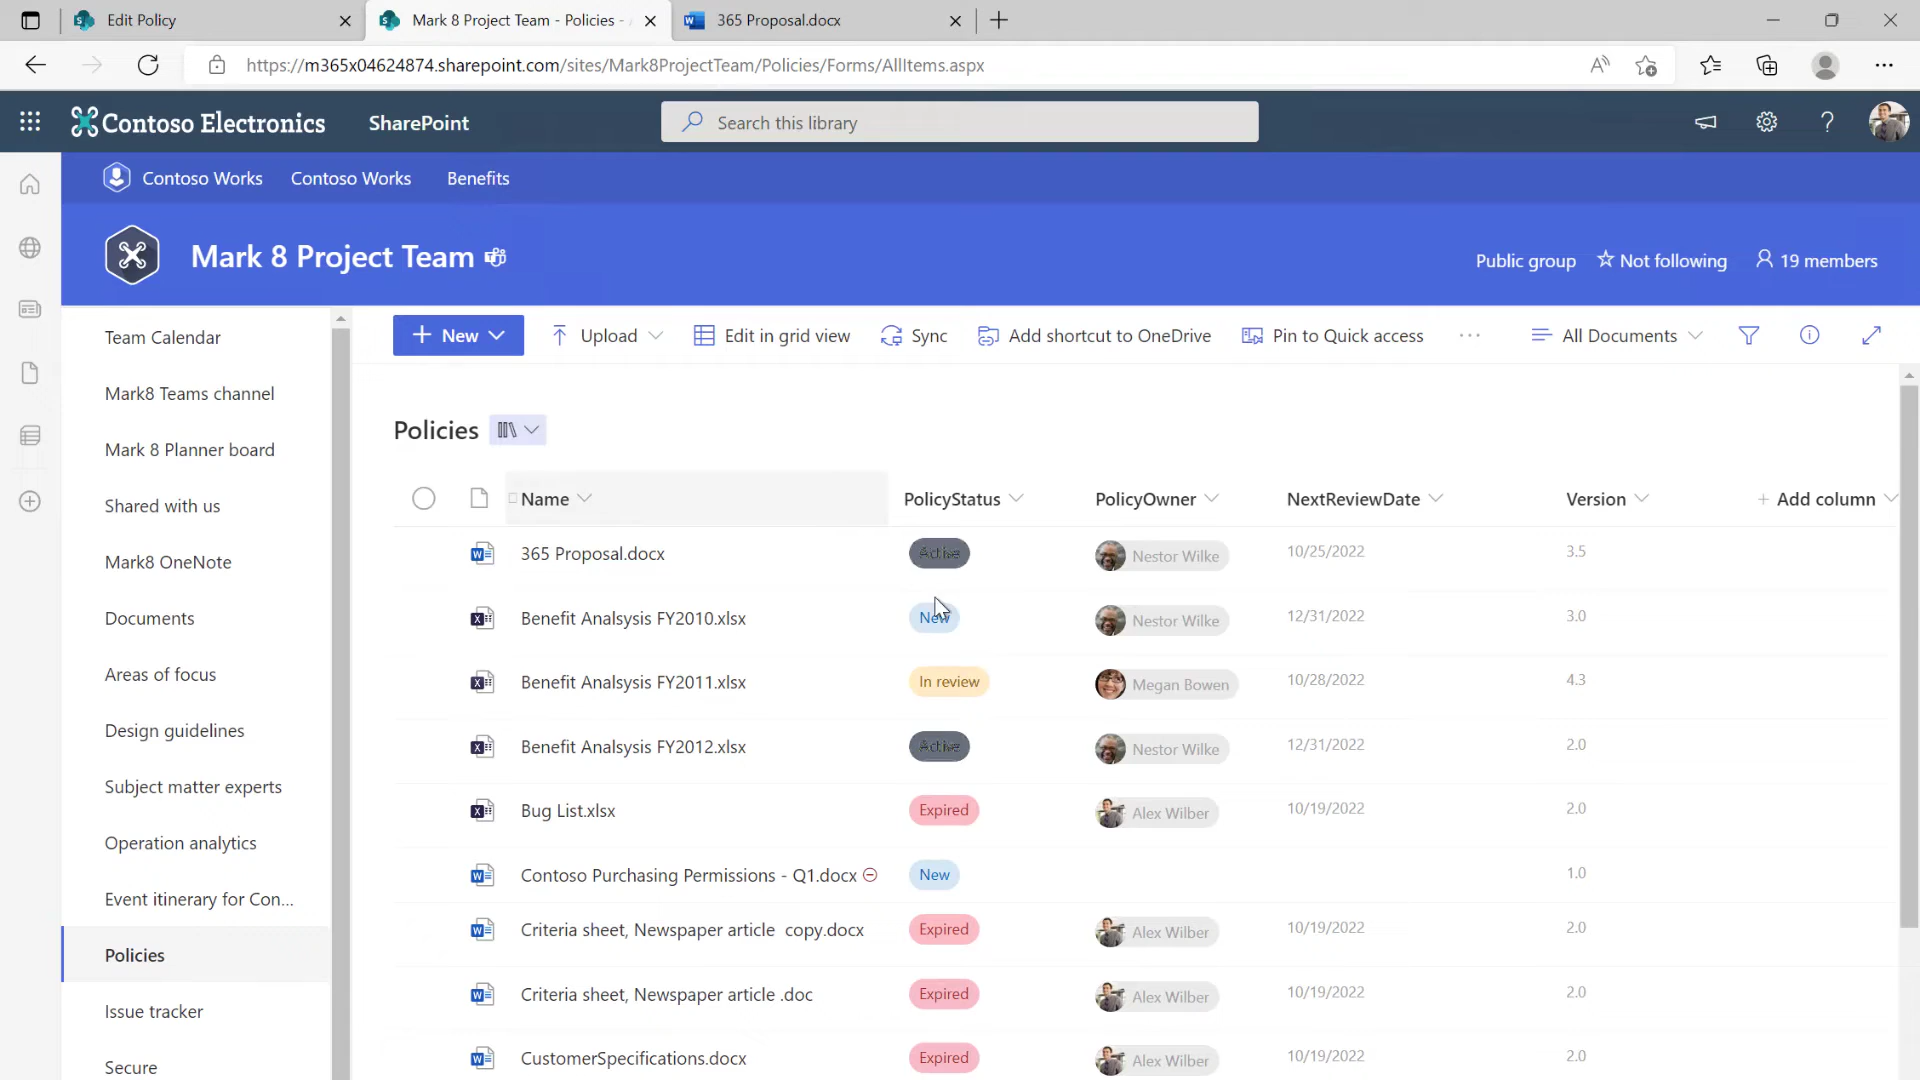 Edit Policy
Mark 8 Project Team - Policies -
365 Proposal.docx
https://m365x04624874.sharepoint.com/sites/Mark8ProjectTeam/Policies/Forms/AllItems.aspx
Contoso Electronics SharePoint
Search this library
Contoso Works Contoso Works Benefits
Mark 8 Project Team
Public group Not following 19 members
New Upload Edit in grid view Sync Add shortcut to OneDrive Pin to Quick access All Documents
Team Calendar
Mark8 Teams channel
Mark 8 Planner board
Shared with us
Mark8 OneNote
Documents
Areas of focus
Design guidelines
Subject matter experts
Operation analytics
Event itinerary for Con...
Policies
Issue tracker
Secure
Policies
Name PolicyStatus PolicyOwner NextReviewDate Version + Add column
365 Proposal.docx Active Nestor Wilke 10/25/2022 3.5
Benefit Analsysis FY2010.xlsx New Nestor Wilke 12/31/2022 3.0
Benefit Analsysis FY2011.xlsx In review Megan Bowen 10/28/2022 4.3
Benefit Analsysis FY2012.xlsx Active Nestor Wilke 12/31/2022 2.0
Bug List.xlsx Expired Alex Wilber 10/19/2022 2.0
Contoso Purchasing Permissions - Q1.docx New 1.0
Criteria sheet, Newspaper article copy.docx Expired Alex Wilber 10/19/2022 2.0
Criteria sheet, Newspaper article .doc Expired Alex Wilber 10/19/2022 2.0
CustomerSpecifications.docx Expired Alex Wilber 10/19/2022 2.0